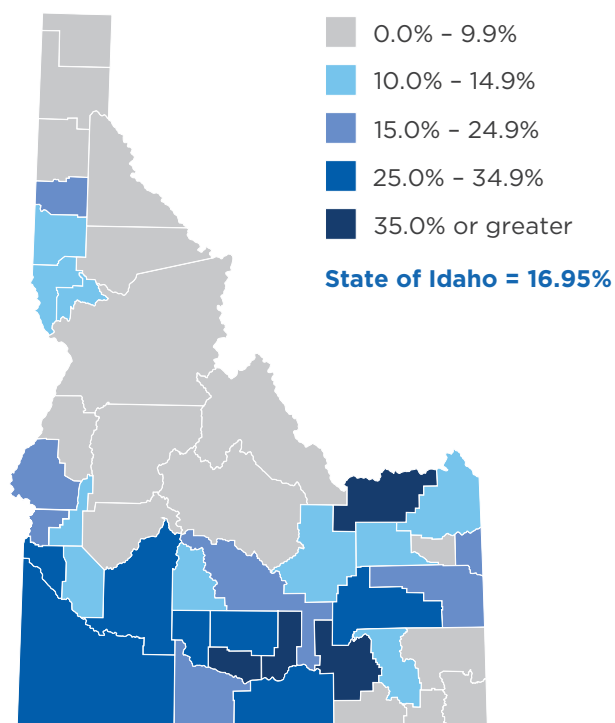 0.0% – 9.9%
10.0% – 14.9%
15.0% – 24.9%
25.0% – 34.9%
35.0% or greater
State of Idaho = 16.95%